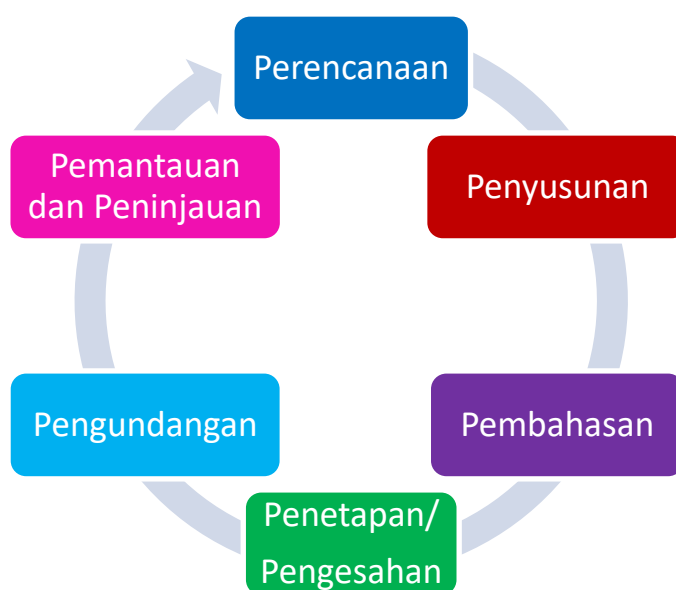 Perencanaan
Penyusunan
Pembahasan
Penetapan/
Pengesahan
Pengundangan
Pemantauan
dan Peninjauan